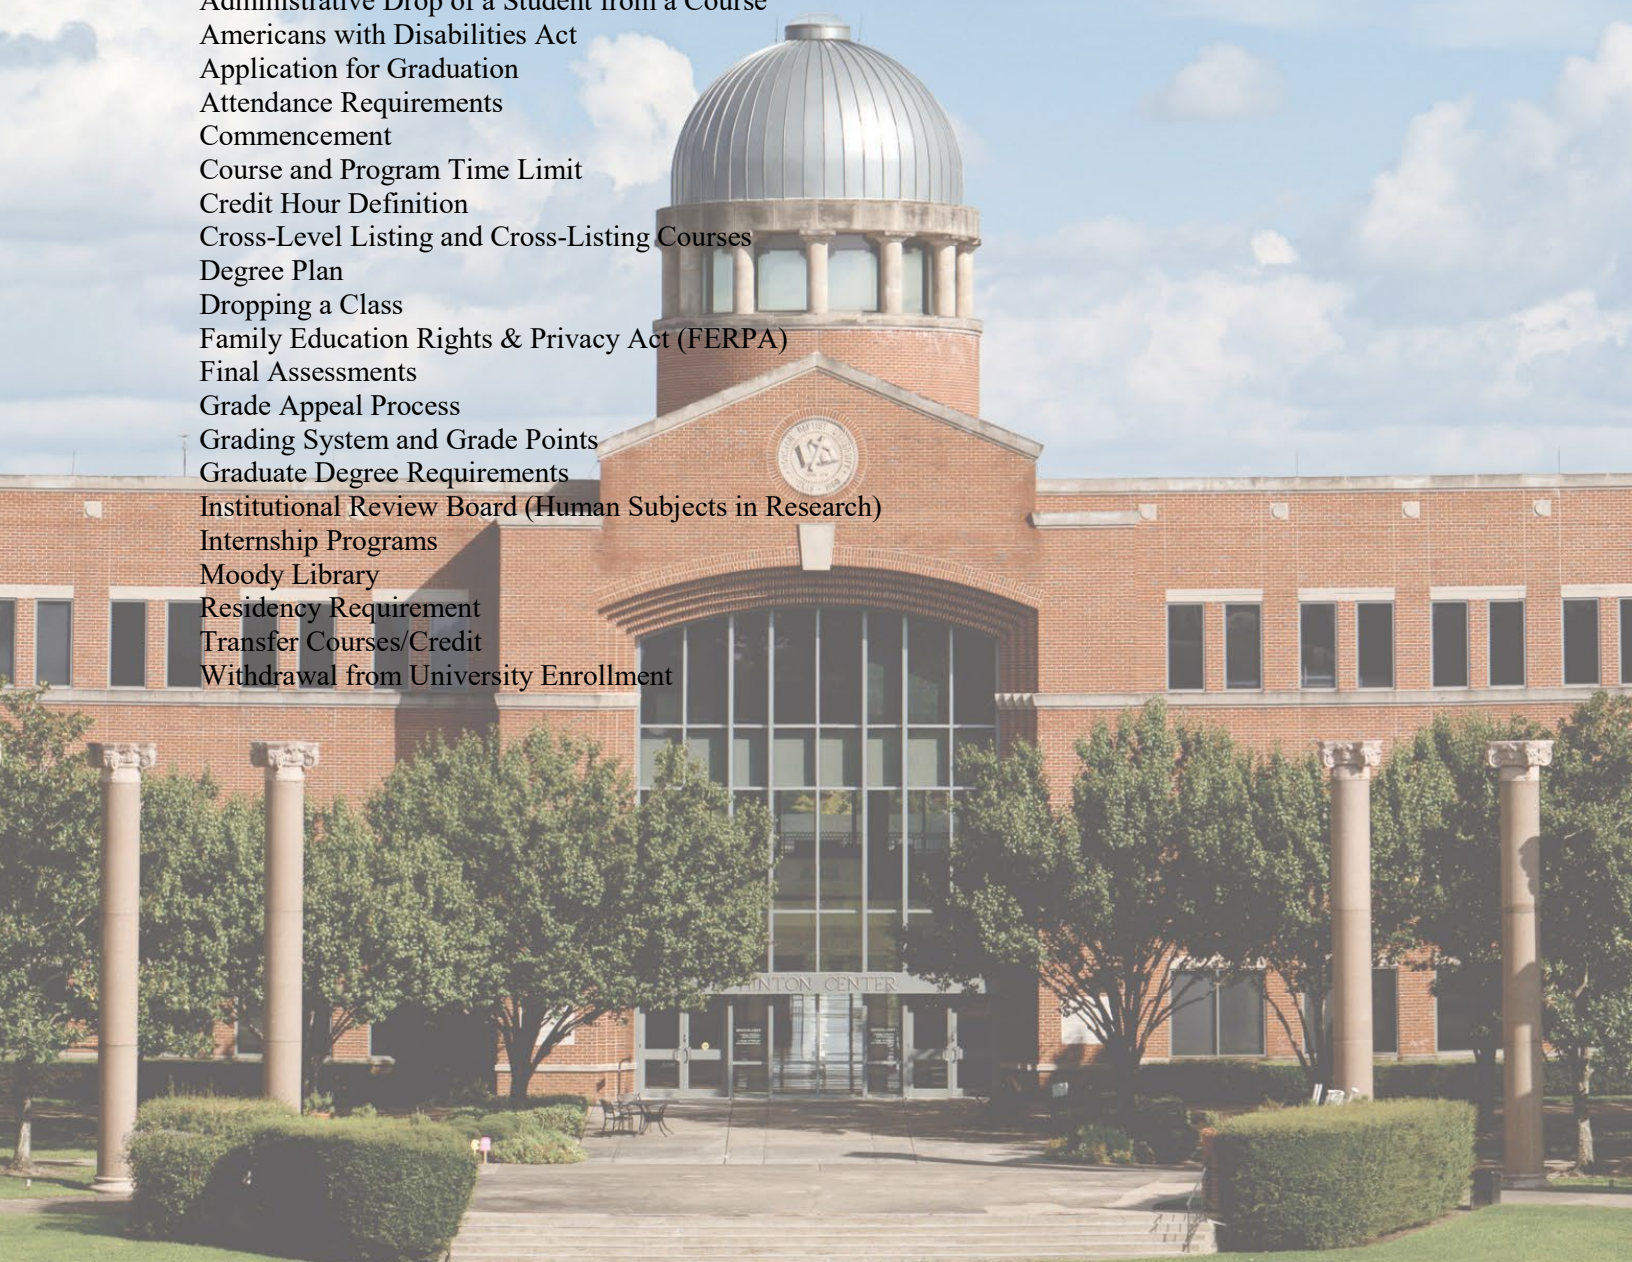 Administrative Drop of a Student from a Course
Americans with Disabilities Act
Application for Graduation
Attendance Requirements
Commencement
Course and Program Time Limit
Credit Hour Definition
Cross-Level Listing and Cross-Listing Courses
Degree Plan
Dropping a Class
Family Education Rights & Privacy Act (FERPA)
Final Assessments
Grade Appeal Process
Grading System and Grade Points
Graduate Degree Requirements
Institutional Review Board (Human Subjects in Research)
Internship Programs
Moody Library
Residency Requirement
Transfer Courses/Credit
Withdrawal from University Enrollment
HINTON CENTER